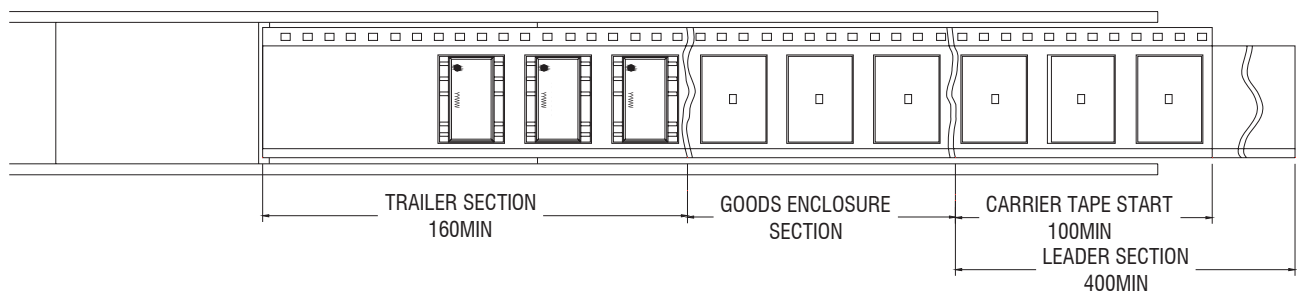 TRAILER SECTION
160MIN
GOODS ENCLOSURE
SECTION
CARRIER TAPE START
100MIN
LEADER SECTION
400MIN